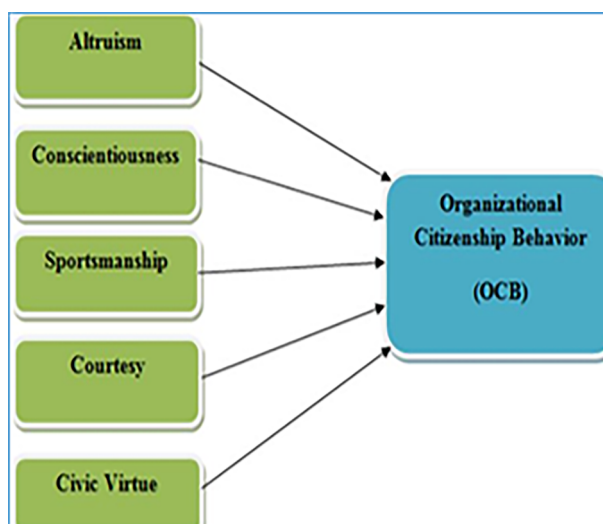 Altruism
Conscientiousness
Sportsmanship
Courtesy
Civic Virtue
Organizational
Citizenship Behavior
(OCB)